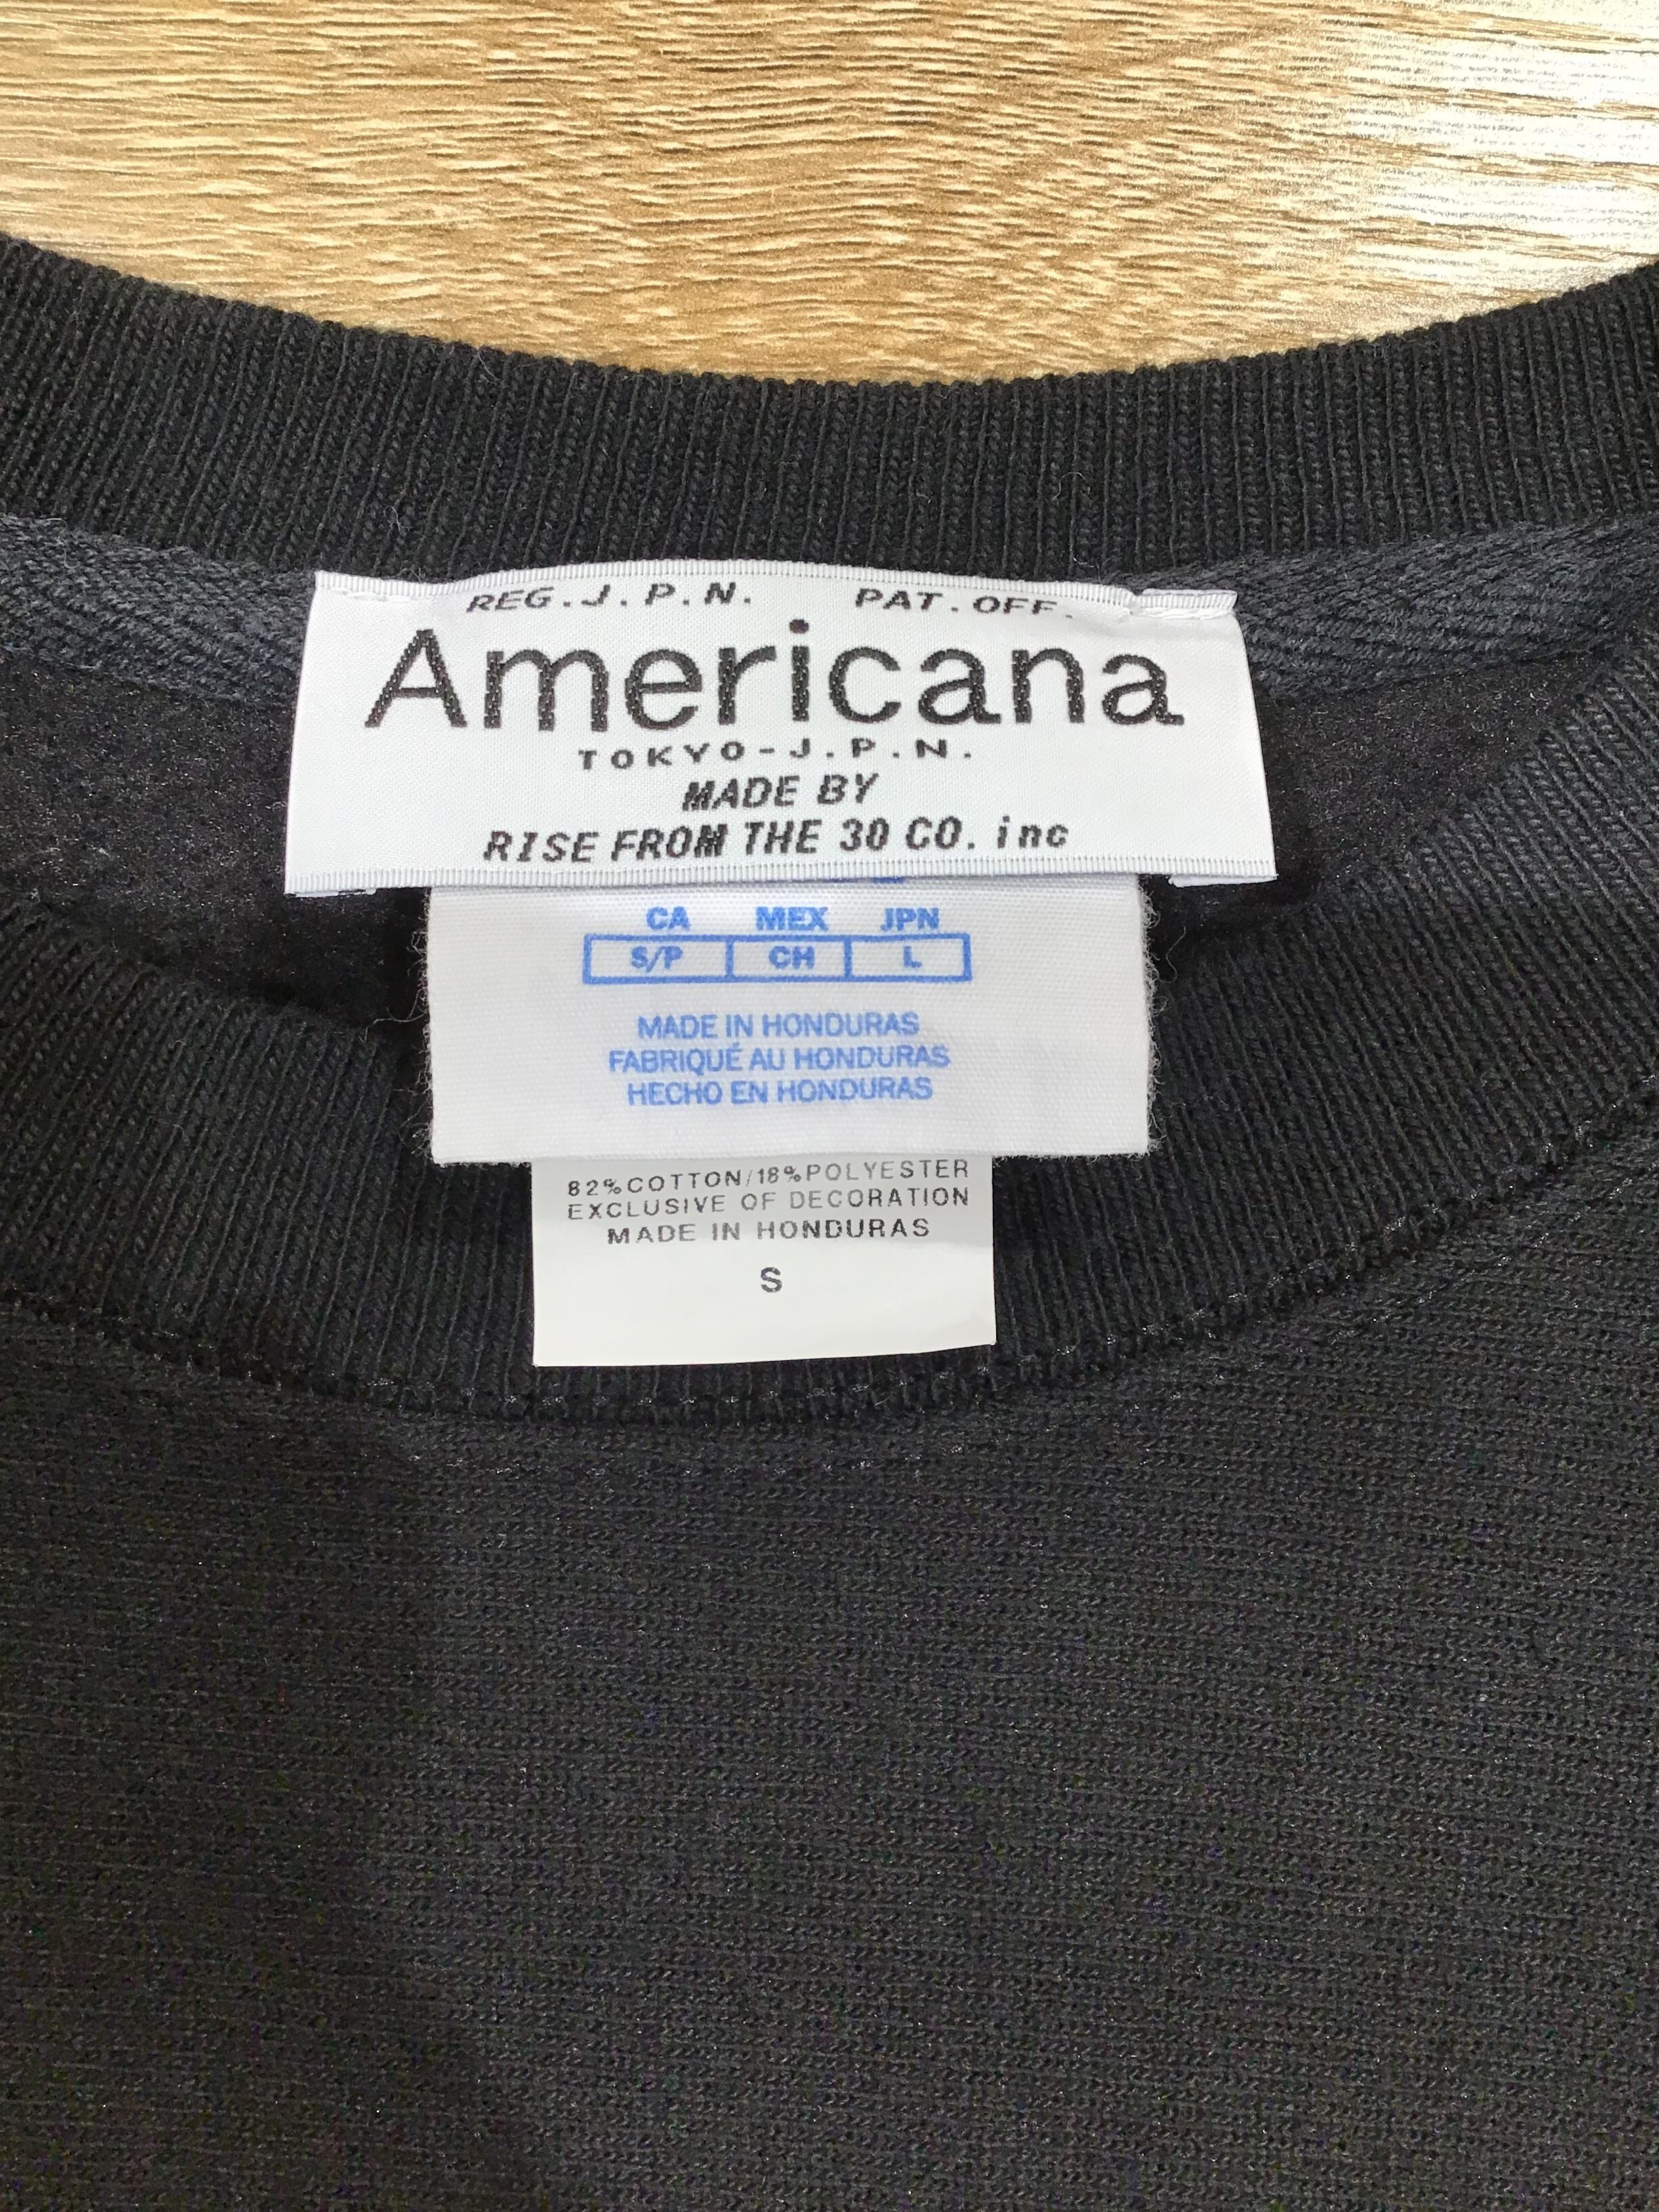 REG.J.P.N. PAT.OFF.
Americana
TOKYO-J.P.N.
MADE BY
RISE FROM THE 30 CO. inc
CA MEX JPN
S/P CH L
MADE IN HONDURAS
FABRIQUÉ AU HONDURAS
HECHO EN HONDURAS
82%COTTON/18%POLYESTER
EXCLUSIVE OF DECORATION
MADE IN HONDURAS
S